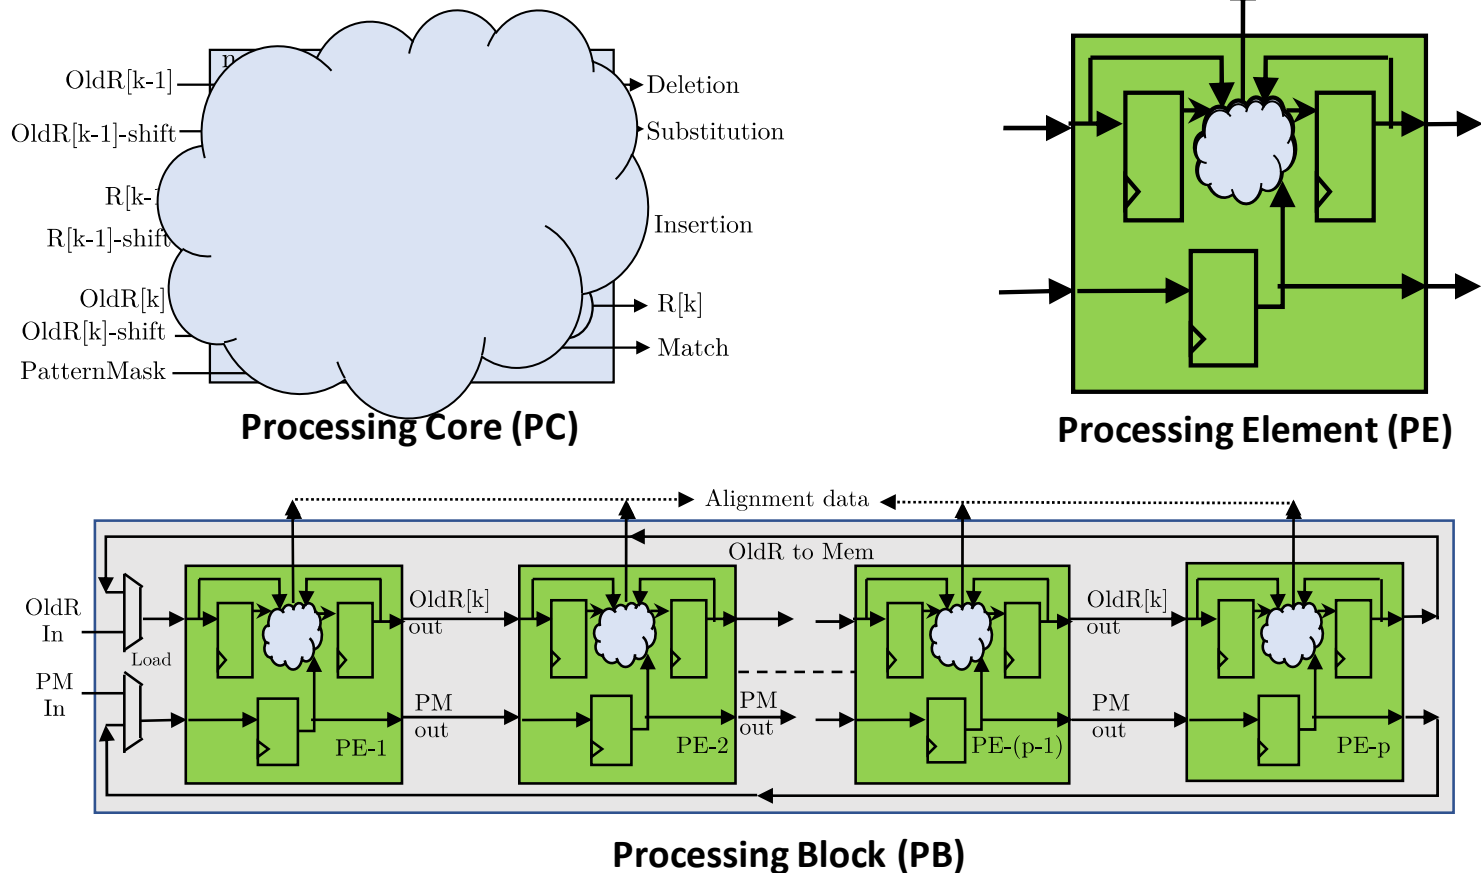 n
OldR[k-1]
Deletion
OldR[k-1]-shift
Substitution
R[k-1
R[k-1]-shift
Insertion
OldR[k]
R[k]
OldR[k]-shift
Match
PatternMask
Processing Core (PC)
Processing Element (PE)
Alignment data
OldR to Mem
OldR
In
Load
PM
In
OldR[k]
out
PM
out
PE-1
PE-2
PM
out
PE-(p-1)
OldR[k]
out
PM
out
PE-p
Processing Block (PB)